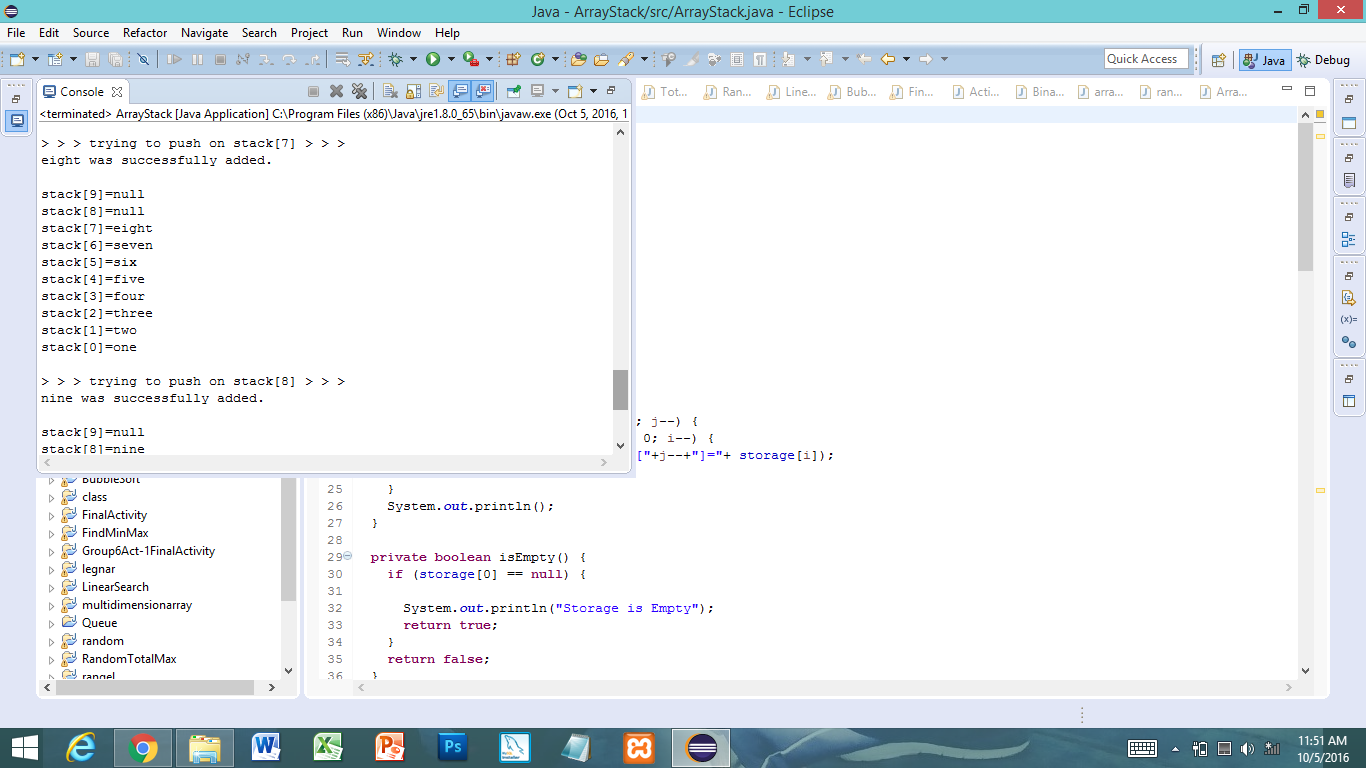 Java - ArrayStack/src/ArrayStack.java - Eclipse
File Edit Source Refactor Navigate Search Project Run Window Help
Quick Access Java Debug
Console
Tot... Ran... Line... Bub... Fin... Acti... Bina... arra... ran... Arra...
<terminated> ArrayStack [Java Application] C:\Program Files (x86)\Java\jre1.8.0_65\bin\javaw.exe (Oct 5, 2016, 1
> > > trying to push on stack[7] > > >
eight was successfully added.
stack[9]=null
stack[8]=null
stack[7]=eight
stack[6]=seven
stack[5]=six
stack[4]=five
stack[3]=four
stack[2]=three
stack[1]=two
stack[0]=one
> > > trying to push on stack[8] > > >
nine was successfully added.
stack[9]=null
stack[8]=nine
; j--) {
0; i--) {
["+j--+"]="+ storage[i]);
BubbleSort
class
FinalActivity
FindMinMax
Group6Act-1FinalActivity
legnar
LinearSearch
multidimensionarray
Queue
random
RandomTotalMax
rangel
25 }
26 System.out.println();
27 }
28
29 private boolean isEmpty() {
30 if (storage[0] == null) {
31
32 System.out.println("Storage is Empty");
33 return true;
34 }
35 return false;
36 }
(x)=
W X P Ps
11:51 AM
10/5/2016